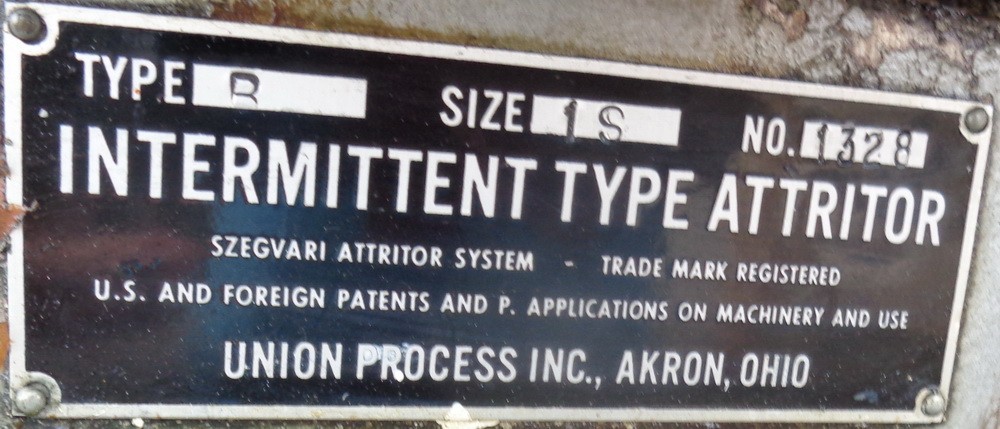 TYPE B SIZE 1S NO. 1328
INTERMITTENT TYPE ATTRITOR
SZEGVARI ATTRITOR SYSTEM - TRADE MARK REGISTERED
U.S. AND FOREIGN PATENTS AND P. APPLICATIONS ON MACHINERY AND USE
UNION PROCESS INC., AKRON, OHIO